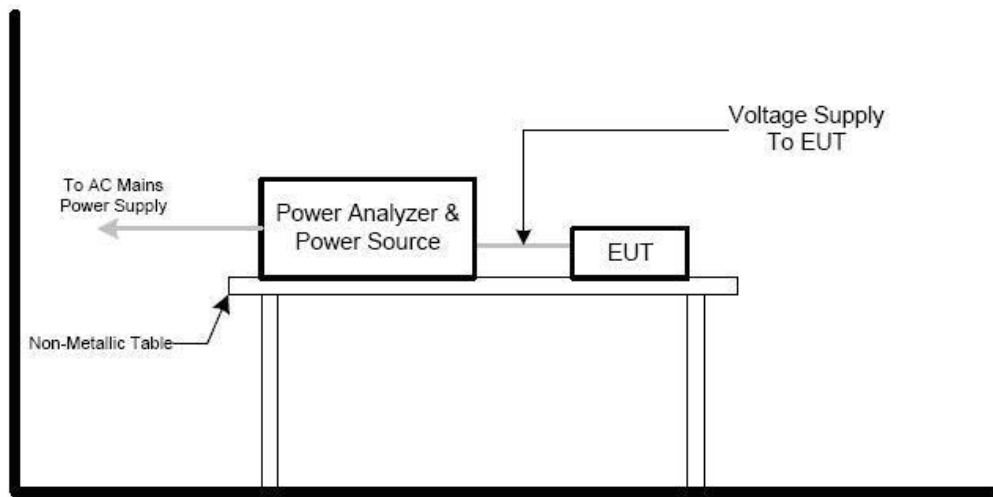 Voltage Supply
To EUT
To AC Mains
Power Supply
Power Analyzer &
Power Source
EUT
Non-Metallic Table